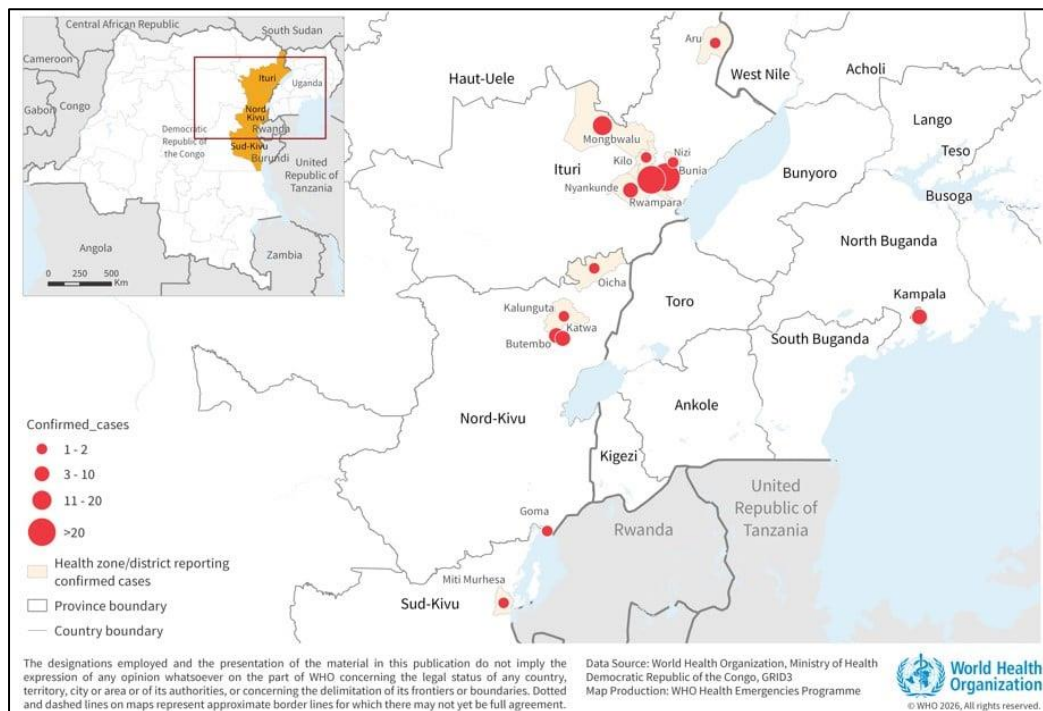 Central African Republic
South Sudan
Cameroon
Ituri
Uganda
Gabon
Congo
Nord
Kivu
Democratic
Republic of
the Congo
Rwanda
Sud-Kivu
Burundi
United
Republic of
Tanzania
Angola
Zambia
0 250 500
Km
Aru
Haut-Uele
West Nile
Acholi
Mongbwalu
Lango
Teso
Kilo
Nizi
Ituri
Bunia
Bunyoro
Nyankunde
Rwampara
Busoga
North Buganda
Oicha
Toro
Kampala
Kalunguta
Katwa
Butembo
South Buganda
Nord-Kivu
Ankole
Kigezi
Goma
Rwanda
United
Republic of
Tanzania
Miti Murhesa
Sud-Kivu
Confirmed_cases
1 - 2
3 - 10
11 - 20
>20
Health zone/district reporting
confirmed cases
Province boundary
Country boundary
The designations employed and the presentation of the material in this publication do not imply the
expression of any opinion whatsoever on the part of WHO concerning the legal status of any country,
territory, city or area or of its authorities, or concerning the delimitation of its frontiers or boundaries. Dotted
and dashed lines on maps represent approximate border lines for which there may not yet be full agreement.
Data Source: World Health Organization, Ministry of Health
Democratic Republic of the Congo, GRID3
Map Production: WHO Health Emergencies Programme
World Health
Organization
© WHO 2026, All rights reserved.